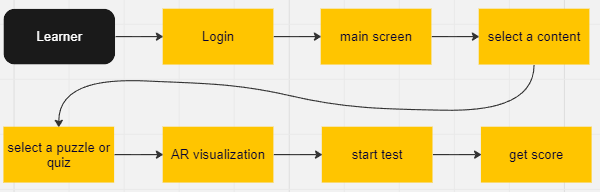 Learner
Login
main screen
select a content
select a puzzle or
quiz
AR visualization
start test
get score